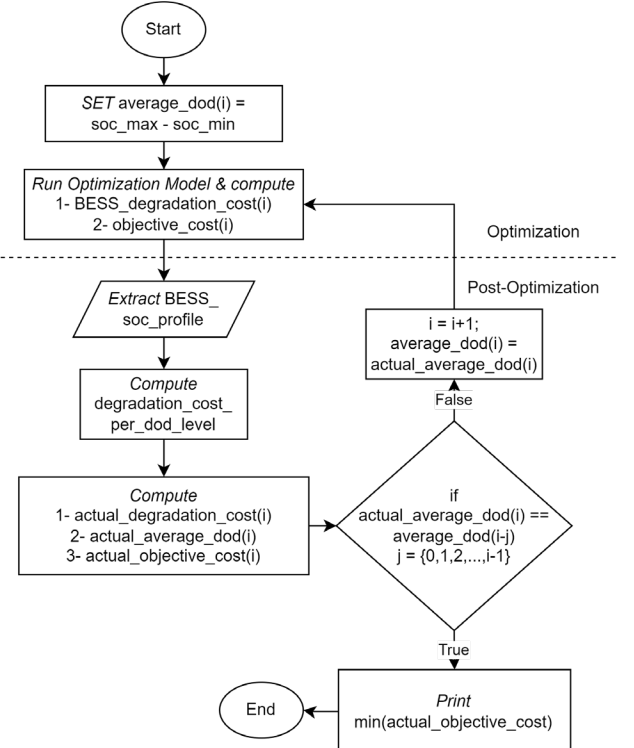 Start
SET average_dod(i) =
soc_max - soc_min
Run Optimization Model & compute
1- BESS_degradation_cost(i)
2- objective_cost(i)
Optimization
Post-Optimization
Extract BESS_
soc_profile
i = i+1;
average_dod(i) =
actual_average_dod(i)
Compute
degradation_cost_
per_dod_level
False
Compute
1- actual_degradation_cost(i)
2- actual_average_dod(i)
3- actual_objective_cost(i)
if
actual_average_dod(i) ==
average_dod(i-j)
j = {0,1,2,...,i-1}
True
Print
min(actual_objective_cost)
End